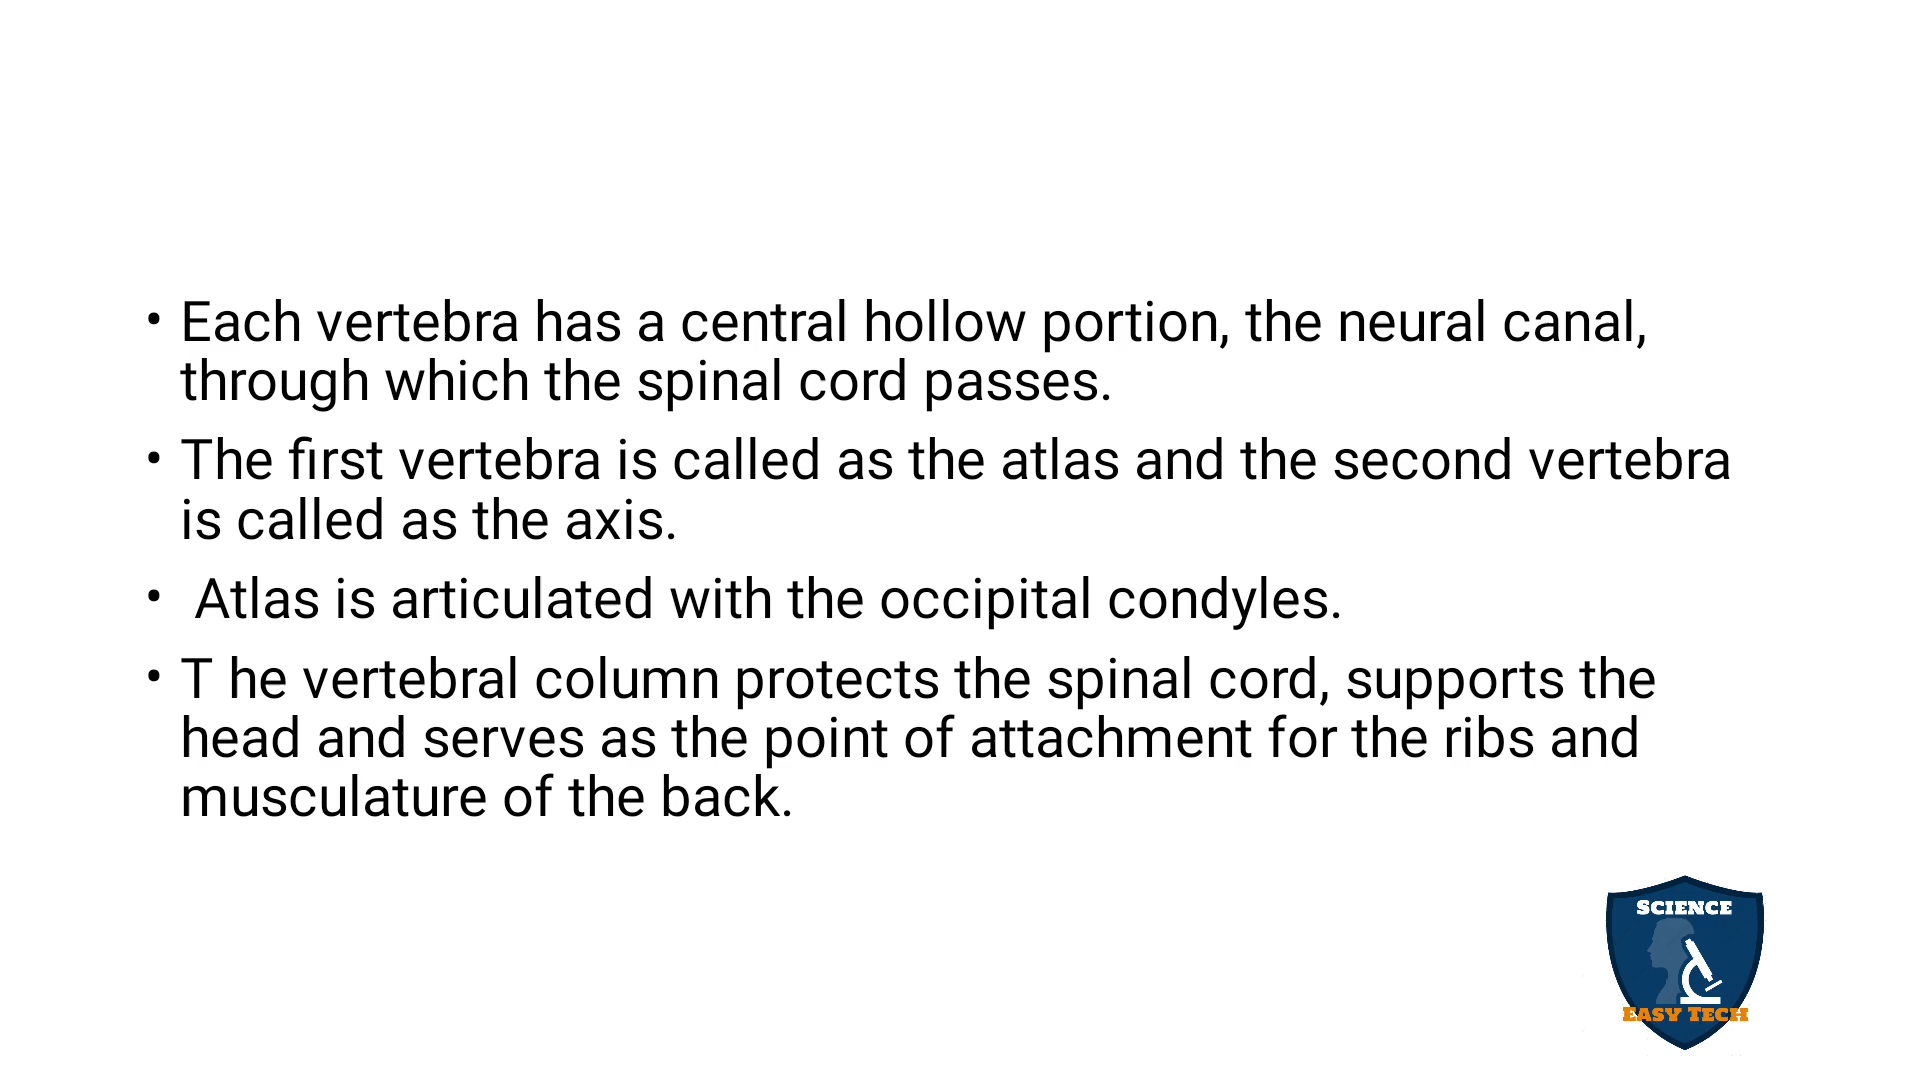 • Each vertebra has a central hollow portion, the neural canal,
through which the spinal cord passes.
• The first vertebra is called as the atlas and the second vertebra
is called as the axis.
•  Atlas is articulated with the occipital condyles.
• T he vertebral column protects the spinal cord, supports the
head and serves as the point of attachment for the ribs and
musculature of the back.
SCIENCE
EASY TECH